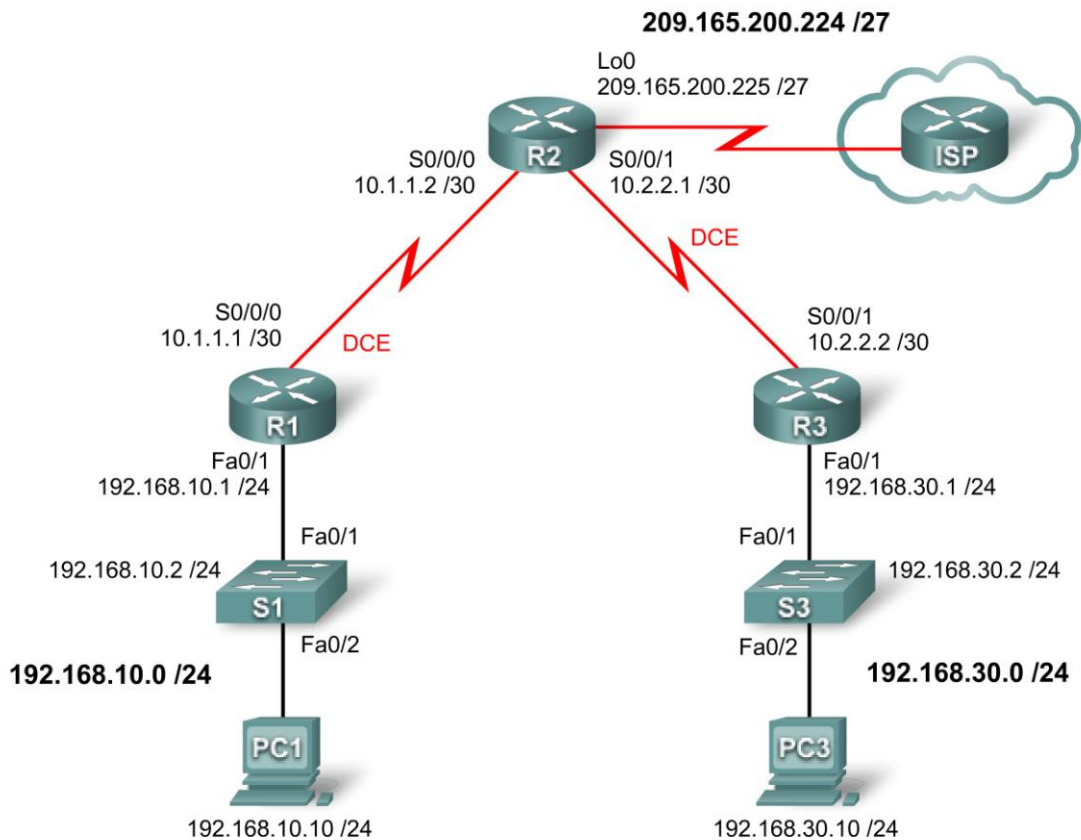 209.165.200.224 /27
Lo0
209.165.200.225 /27
R2
ISP
S0/0/0
10.1.1.2 /30
S0/0/1
10.2.2.1 /30
DCE
S0/0/0
10.1.1.1 /30
DCE
S0/0/1
10.2.2.2 /30
R1
R3
Fa0/1
192.168.10.1 /24
Fa0/1
192.168.30.1 /24
Fa0/1
Fa0/1
192.168.10.2 /24
192.168.30.2 /24
S1
S3
Fa0/2
Fa0/2
192.168.10.0 /24
192.168.30.0 /24
PC1
PC3
192.168.10.10 /24
192.168.30.10 /24